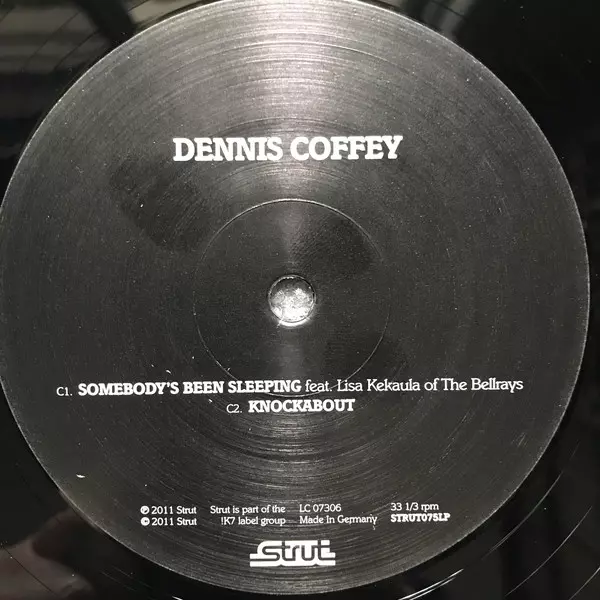 DENNIS COFFEY
C1. SOMEBODY'S BEEN SLEEPING feat. Lisa Kekaula of The Bellrays
C2. KNOCKABOUT
℗ 2011 Strut Strut is part of the LC 07306 33 1/3 rpm
© 2011 Strut !K7 label group Made In Germany STRUT075LP
Strut